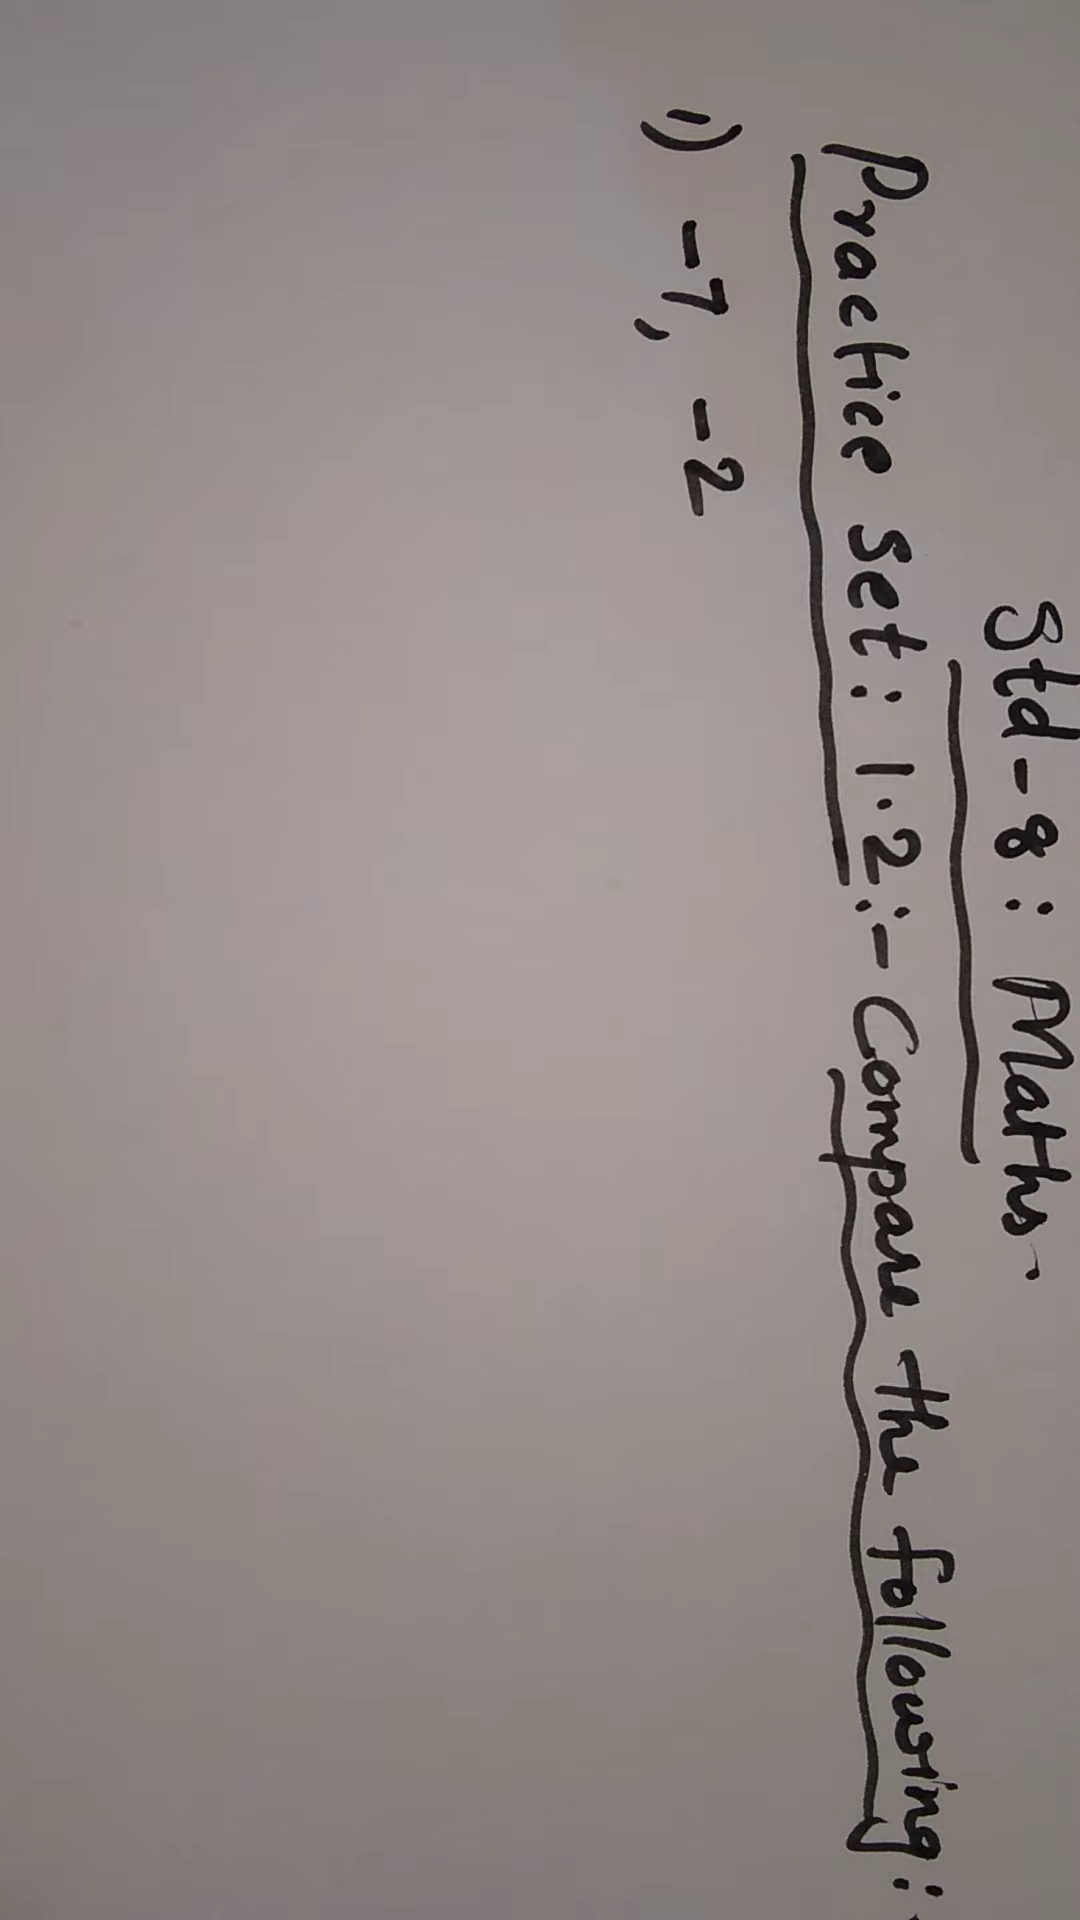 Std-8: Maths.
Practice Set: 1.2:- Compare the following:-
1) -7, -2